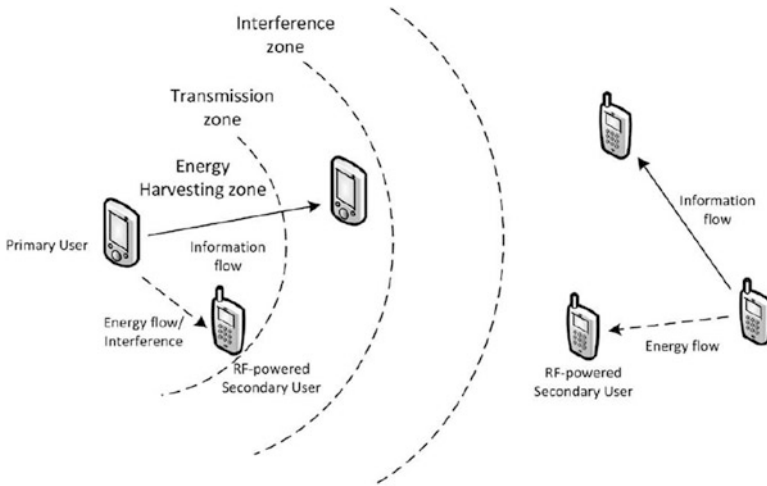 Interference
zone
Transmission
zone
Energy
Harvesting zone
Primary User
Information
flow
Energy flow/
Interference
RF-powered
Secondary User
Information
flow
Energy flow
RF-powered
Secondary User